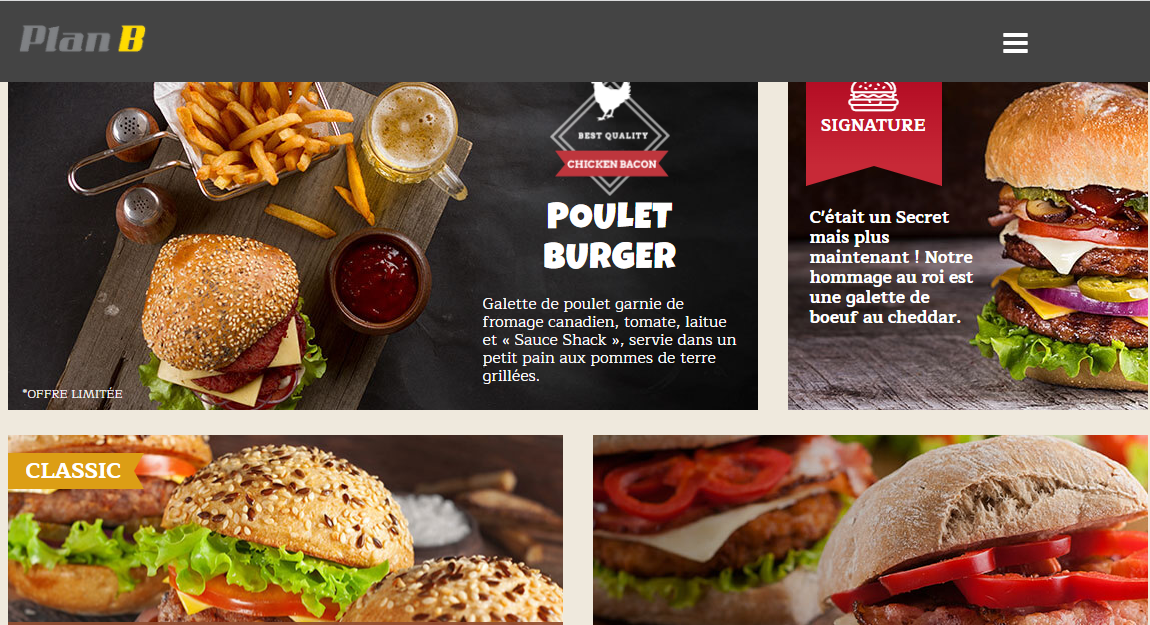 Plan B
BEST QUALITY
CHICKEN BACON
POULET
BURGER
Galette de poulet garnie de
fromage canadien, tomate, laitue
et « Sauce Shack », servie dans un
petit pain aux pommes de terre
grillées.
*OFFRE LIMITÉE
SIGNATURE
C'était un Secret
mais plus
maintenant ! Notre
hommage au roi est
une galette de
boeuf au cheddar.
CLASSIC